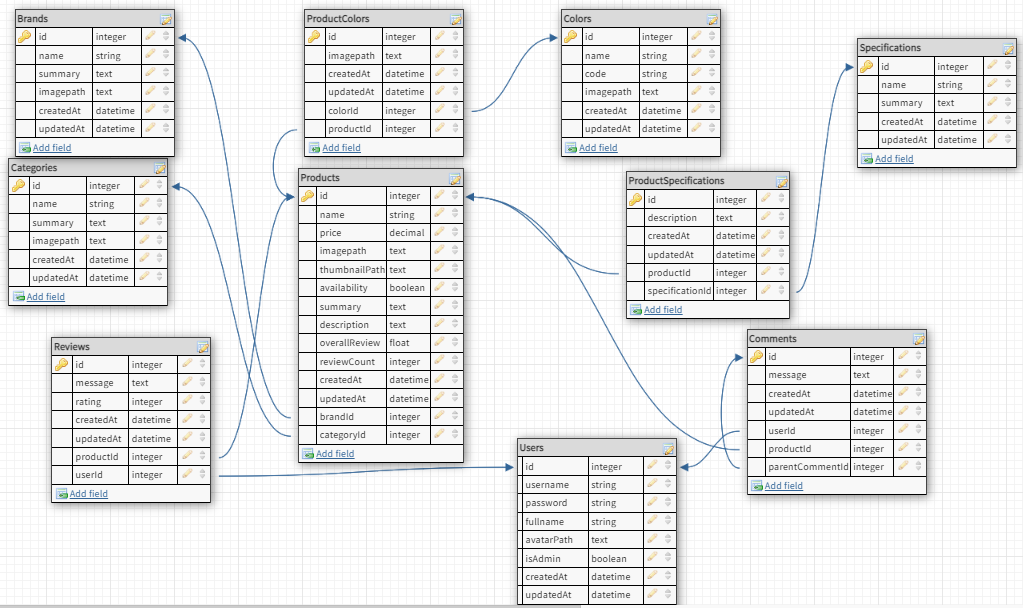 Brands
id integer
name string
summary text
imagepath text
createdAt datetime
updatedAt datetime
Add field
Categories
id integer
name string
summary text
imagepath text
createdAt datetime
updatedAt datetime
Add field
Reviews
id integer
message text
rating integer
createdAt datetime
updatedAt datetime
productId integer
userId integer
Add field
ProductColors
id integer
imagepath text
createdAt datetime
updatedAt datetime
colorId integer
productId integer
Add field
Products
id integer
name string
price decimal
imagepath text
thumbnailPath text
availability boolean
summary text
description text
overallReview float
reviewCount integer
createdAt datetime
updatedAt datetime
brandId integer
categoryId integer
Add field
Colors
id integer
name string
code string
imagepath text
createdAt datetime
updatedAt datetime
Add field
Specifications
id integer
name string
summary text
createdAt datetime
updatedAt datetime
Add field
ProductSpecifications
id integer
description text
createdAt datetime
updatedAt datetime
productId integer
specificationId integer
Add field
Comments
id integer
message text
createdAt datetime
updatedAt datetime
userId integer
productId integer
parentCommentId integer
Add field
Users
id integer
username string
password string
fullname string
avatarPath text
isAdmin boolean
createdAt datetime
updatedAt datetime